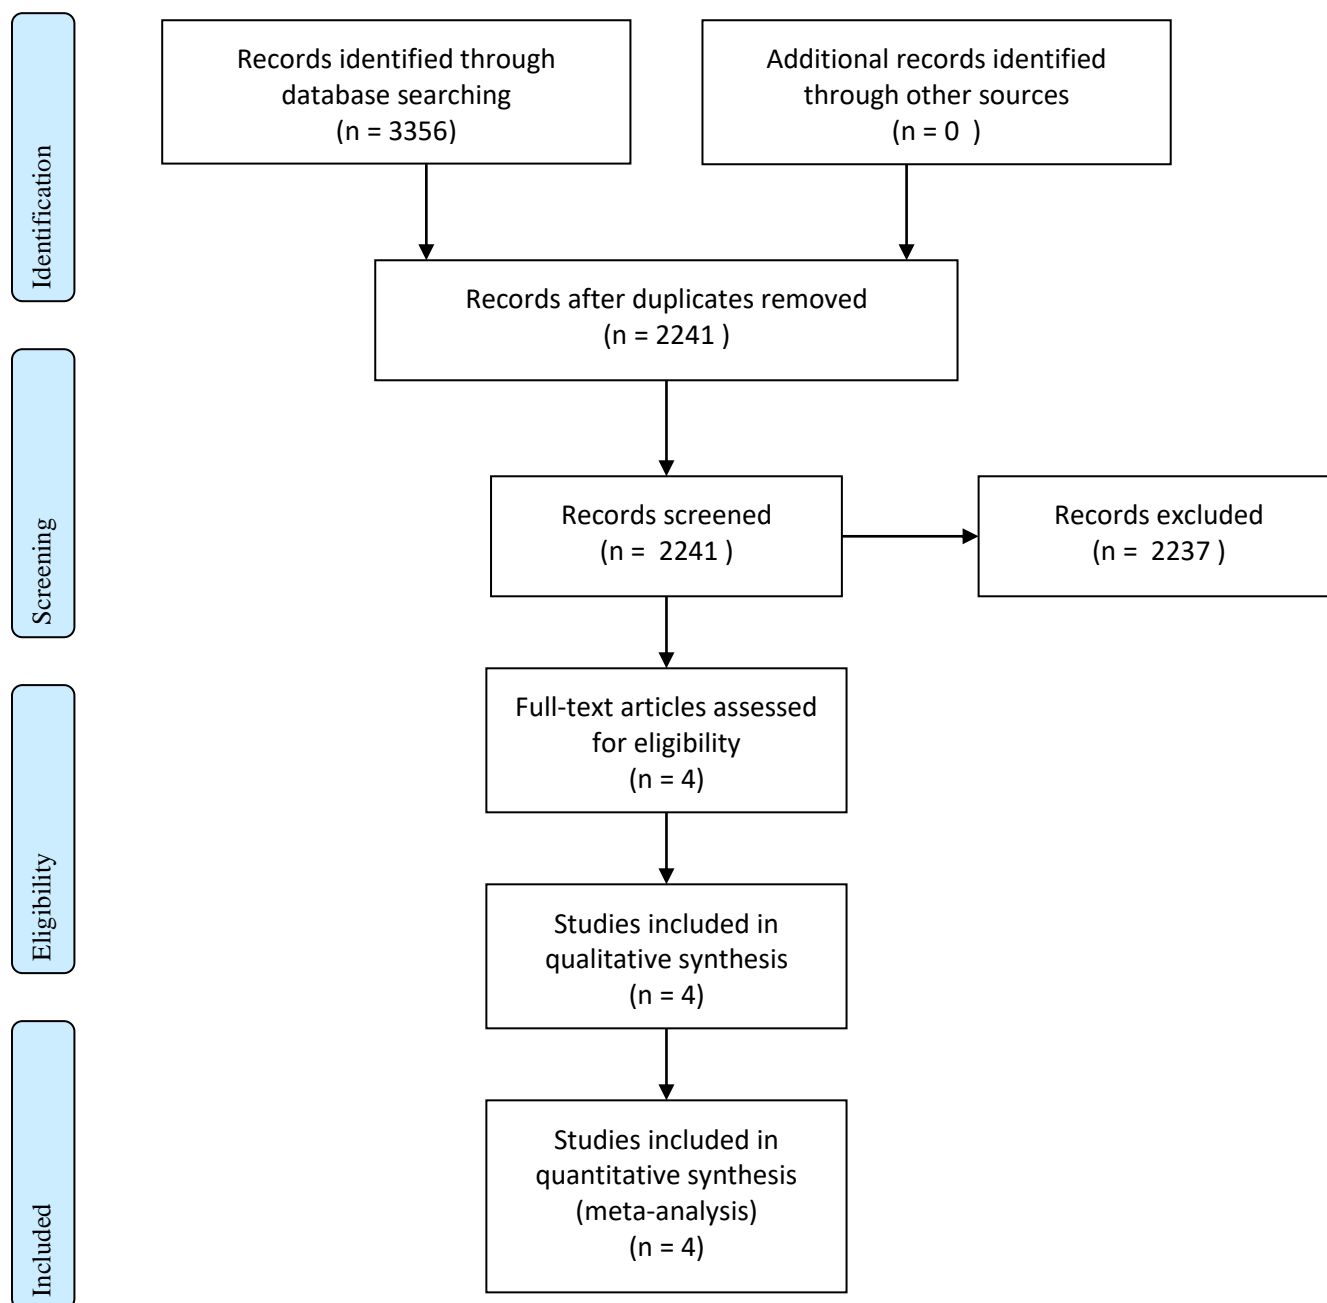 Identification
Records identified through
database searching
(n = 3356)
Additional records identified
through other sources
(n = 0  )
Records after duplicates removed
(n = 2241 )
Screening
Records screened
(n =  2241 )
Records excluded
(n =  2237 )
Eligibility
Full-text articles assessed
for eligibility
(n = 4)
Studies included in
qualitative synthesis
(n = 4)
Included
Studies included in
quantitative synthesis
(meta-analysis)
(n = 4)